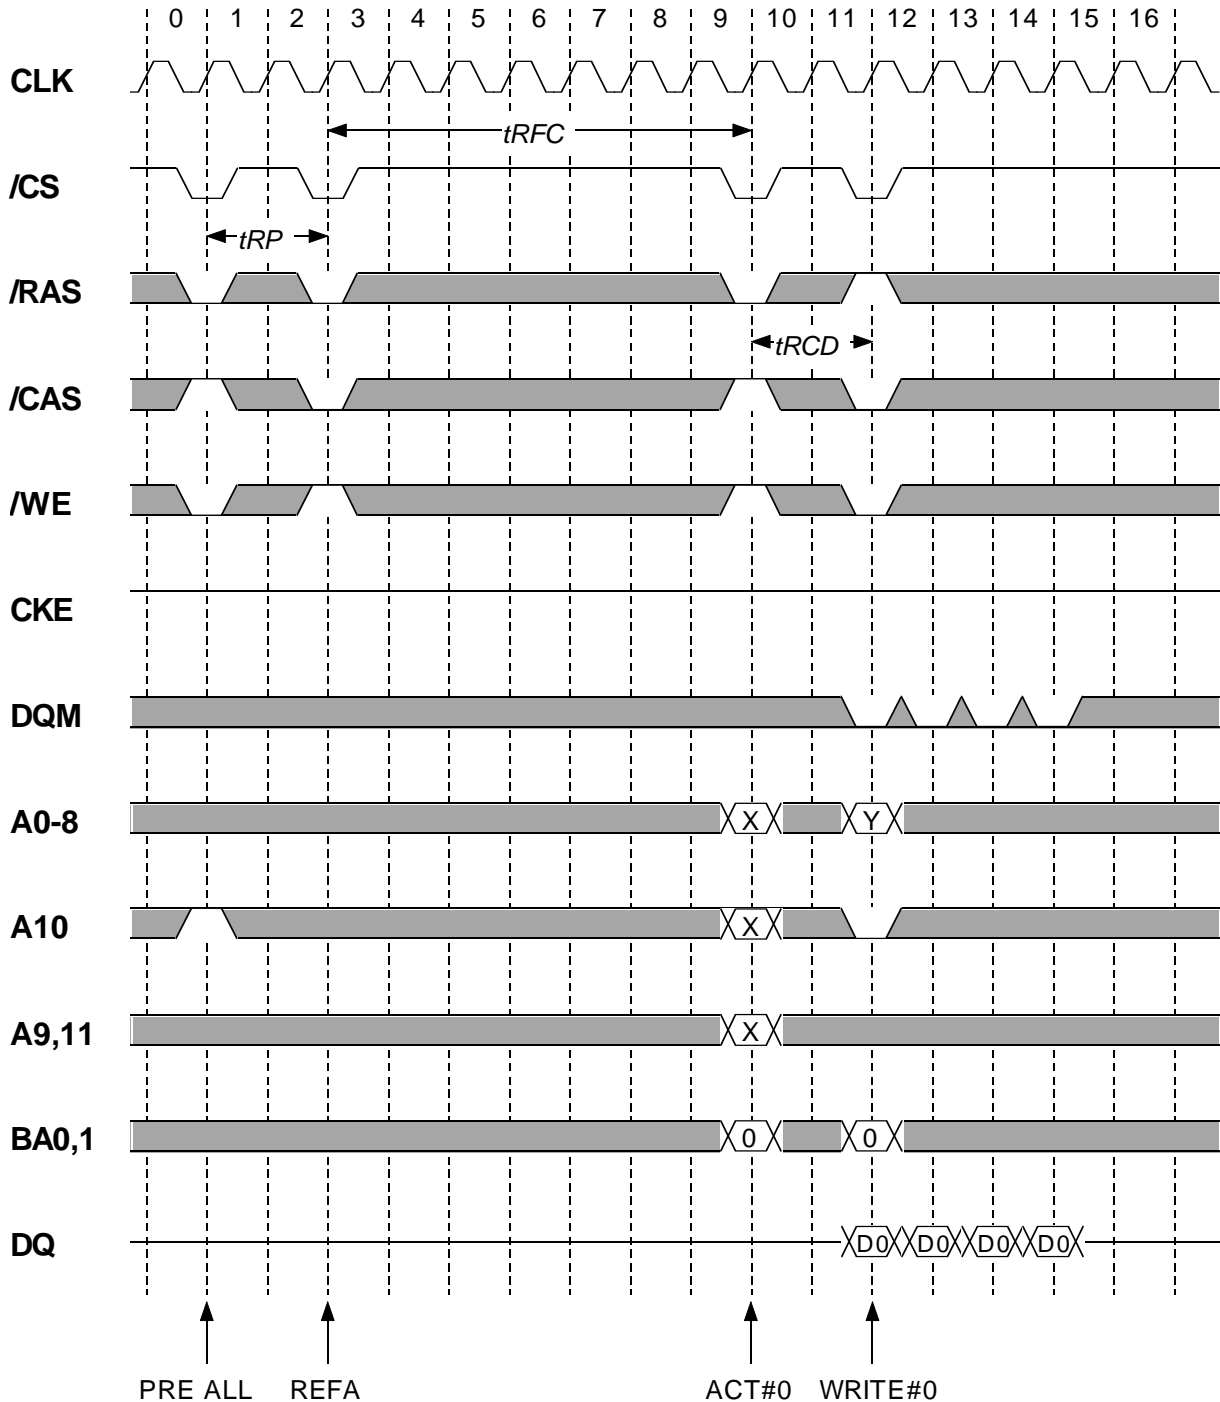 0 1 2 3 4 5 6 7 8 9 10 11 12 13 14 15 16
CLK
tRFC
/CS
tRP
/RAS
tRCD
/CAS
/WE
CKE
DQM
A0-8 X Y
A10 X
A9,11 X
BA0,1 0 0
DQ D0 D0 D0 D0
PRE ALL REFA ACT#0 WRITE#0